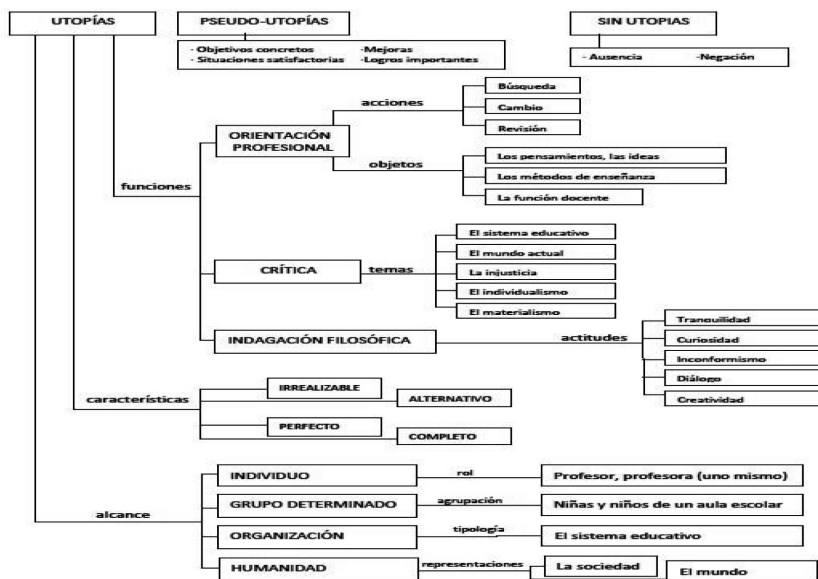 UTOPÍAS
PSEUDO-UTOPÍAS
SIN UTOPIAS
- Objetivos concretos -Mejoras
- Situaciones satisfactorias -Logros importantes
- Ausencia -Negación
funciones
ORIENTACIÓN
PROFESIONAL
acciones
Búsqueda
Cambio
Revisión
objetos
Los pensamientos, las ideas
Los métodos de enseñanza
La función docente
CRÍTICA
temas
El sistema educativo
El mundo actual
La injusticia
El individualismo
El materialismo
INDAGACIÓN FILOSÓFICA
actitudes
Tranquilidad
Curiosidad
Inconformismo
Diálogo
Creatividad
características
IRREALIZABLE
ALTERNATIVO
PERFECTO
COMPLETO
alcance
INDIVIDUO
rol
Profesor, profesora (uno mismo)
GRUPO DETERMINADO
agrupación
Niñas y niños de un aula escolar
ORGANIZACIÓN
tipología
El sistema educativo
HUMANIDAD
representaciones
La sociedad
El mundo